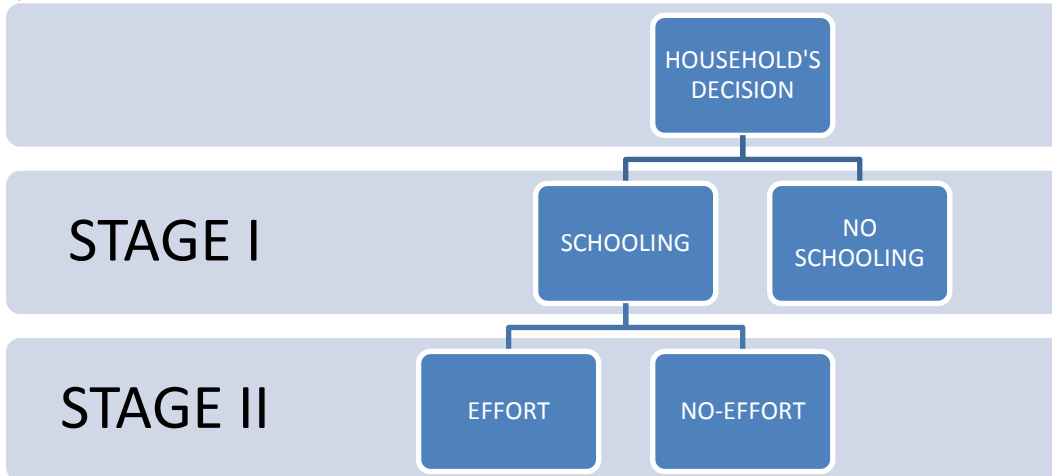 HOUSEHOLD'S
DECISION
STAGE I
SCHOOLING
NO
SCHOOLING
STAGE II
EFFORT
NO-EFFORT